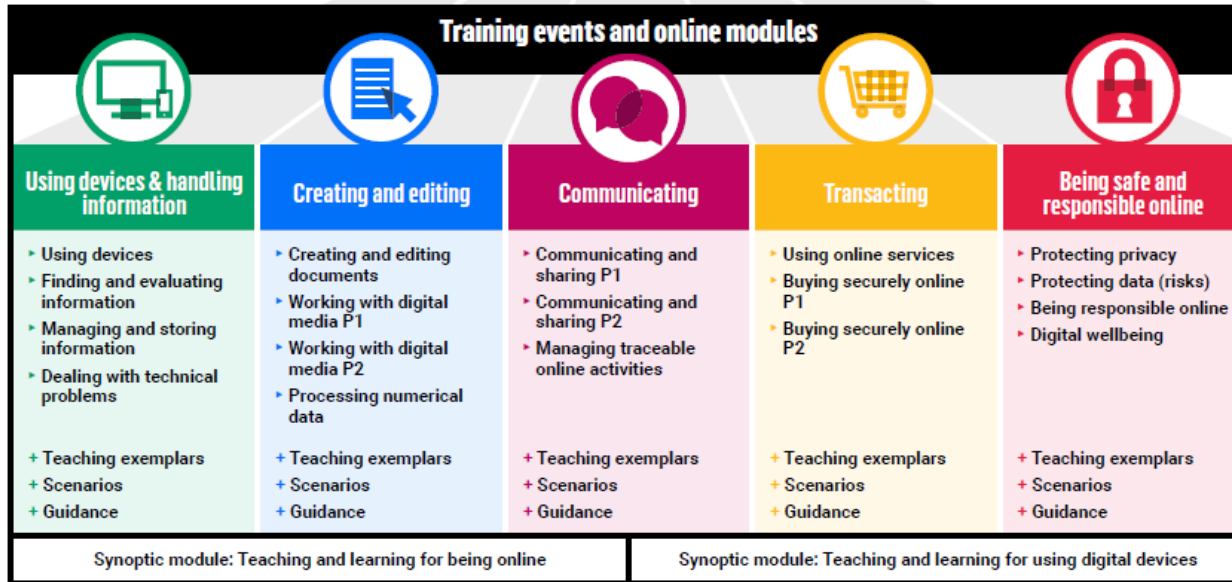 Training events and online modules
Using devices & handling
information
▸ Using devices
▸ Finding and evaluating
information
▸ Managing and storing
information
▸ Dealing with technical
problems
+ Teaching exemplars
+ Scenarios
+ Guidance
Creating and editing
▸ Creating and editing
documents
▸ Working with digital
media P1
▸ Working with digital
media P2
▸ Processing numerical
data
+ Teaching exemplars
+ Scenarios
+ Guidance
Communicating
▸ Communicating and
sharing P1
▸ Communicating and
sharing P2
▸ Managing traceable
online activities
+ Teaching exemplars
+ Scenarios
+ Guidance
Transacting
▸ Using online services
▸ Buying securely online
P1
▸ Buying securely online
P2
+ Teaching exemplars
+ Scenarios
+ Guidance
Being safe and
responsible online
▸ Protecting privacy
▸ Protecting data (risks)
▸ Being responsible online
▸ Digital wellbeing
+ Teaching exemplars
+ Scenarios
+ Guidance
Synoptic module: Teaching and learning for being online
Synoptic module: Teaching and learning for using digital devices